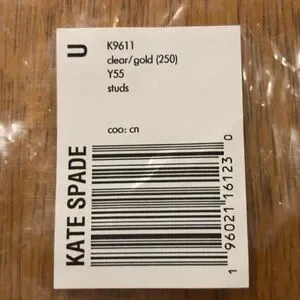 U
K9611
clear/gold (250)
Y55
studs
coo: cn
KATE SPADE
1 96021 16123 0